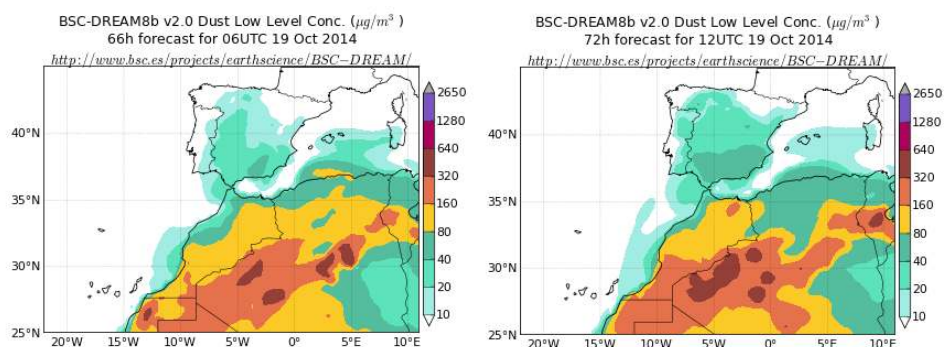 BSC-DREAM8b v2.0 Dust Low Level Conc. (µg/m³ )
66h forecast for 06UTC 19 Oct 2014
http://www.bsc.es/projects/earthscience/BSC−DREAM/
40°N
35°N
30°N
25°N
20°W 15°W 10°W 5°W 0°E 5°E 10°E
2650
1280
640
320
160
80
40
20
10
BSC-DREAM8b v2.0 Dust Low Level Conc. (µg/m³ )
72h forecast for 12UTC 19 Oct 2014
http://www.bsc.es/projects/earthscience/BSC−DREAM/
40°N
35°N
30°N
25°N
20°W 15°W 10°W 5°W 0°E 5°E 10°E
2650
1280
640
320
160
80
40
20
10